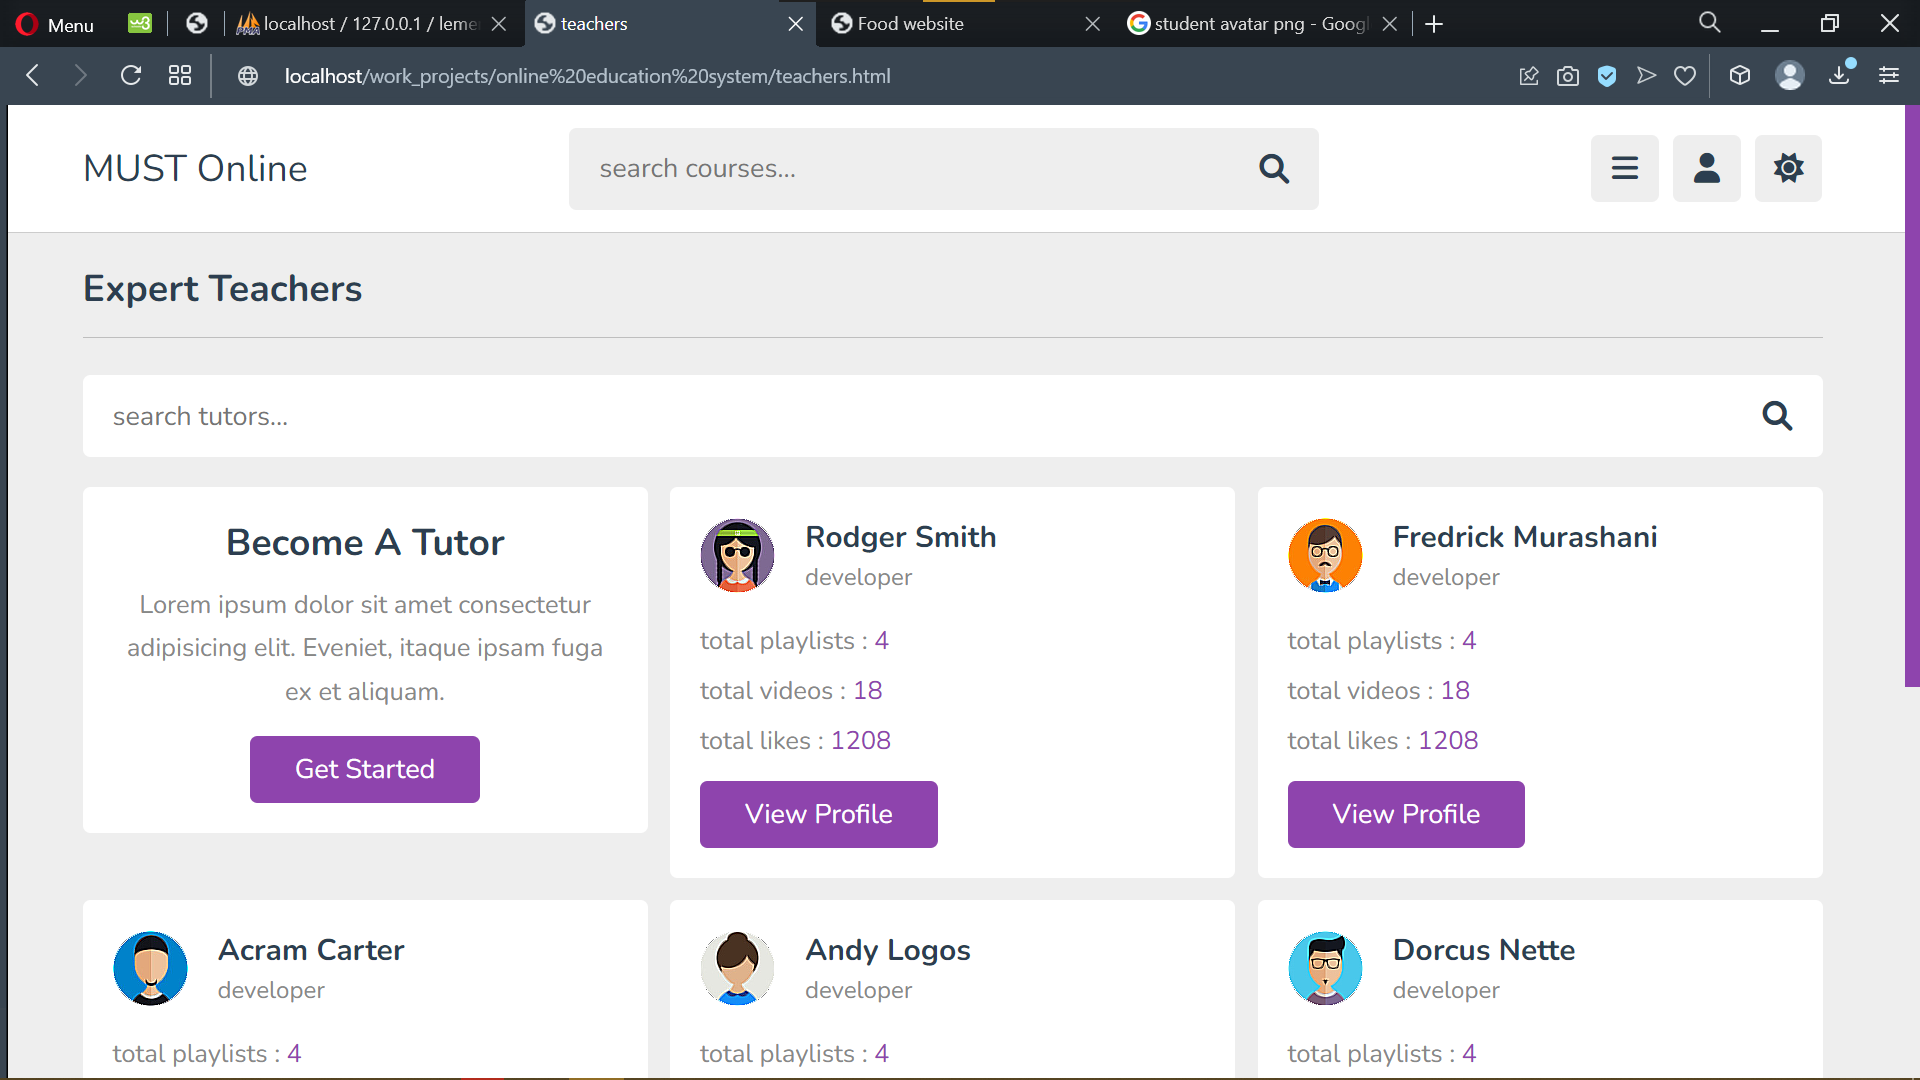 Menu
localhost / 127.0.0.1 / leme
teachers
Food website
student avatar png - Googl
localhost/work_projects/online%20education%20system/teachers.html
MUST Online
search courses...
Expert Teachers
search tutors...
Become A Tutor
Lorem ipsum dolor sit amet consectetur
adipisicing elit. Eveniet, itaque ipsam fuga
ex et aliquam.
Get Started
Rodger Smith
developer
total playlists : 4
total videos : 18
total likes : 1208
View Profile
Fredrick Murashani
developer
total playlists : 4
total videos : 18
total likes : 1208
View Profile
Acram Carter
developer
total playlists : 4
Andy Logos
developer
total playlists : 4
Dorcus Nette
developer
total playlists : 4